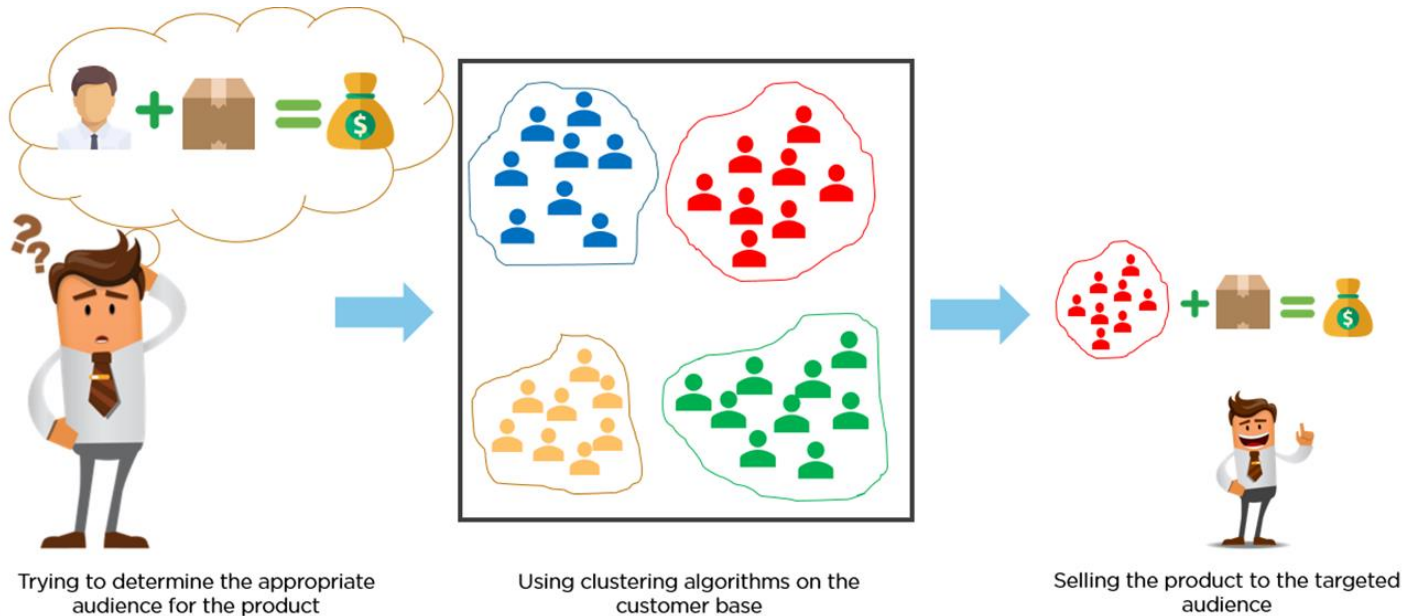 ??
$
Trying to determine the appropriate
audience for the product
Using clustering algorithms on the
customer base
$
Selling the product to the targeted
audience